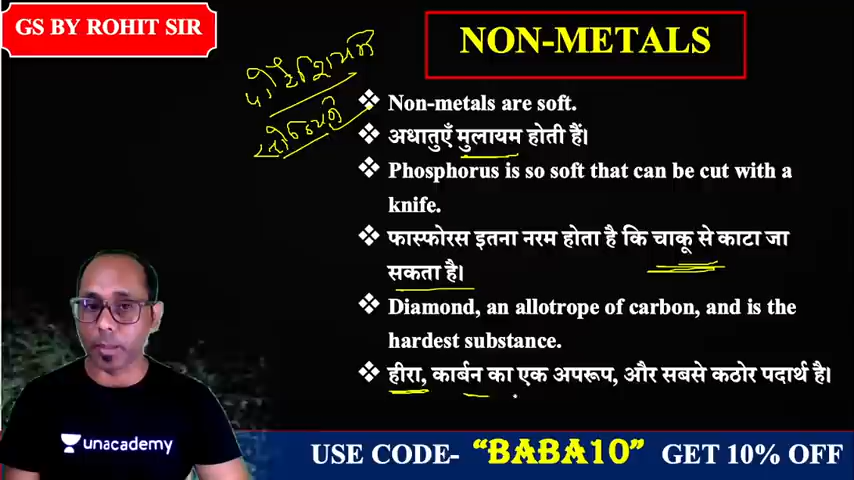 GS BY ROHIT SIR
NON-METALS
पोटैशियम
सोडियम
❖ Non-metals are soft.
❖ अधातुएँ मुलायम होती हैं।
❖ Phosphorus is so soft that can be cut with a
knife.
❖ फास्फोरस इतना नरम होता है कि चाकू से काटा जा
सकता है।
❖ Diamond, an allotrope of carbon, and is the
hardest substance.
❖ हीरा, कार्बन का एक अपरूप, और सबसे कठोर पदार्थ है।
unacademy
USE CODE- “BABA10” GET 10% OFF